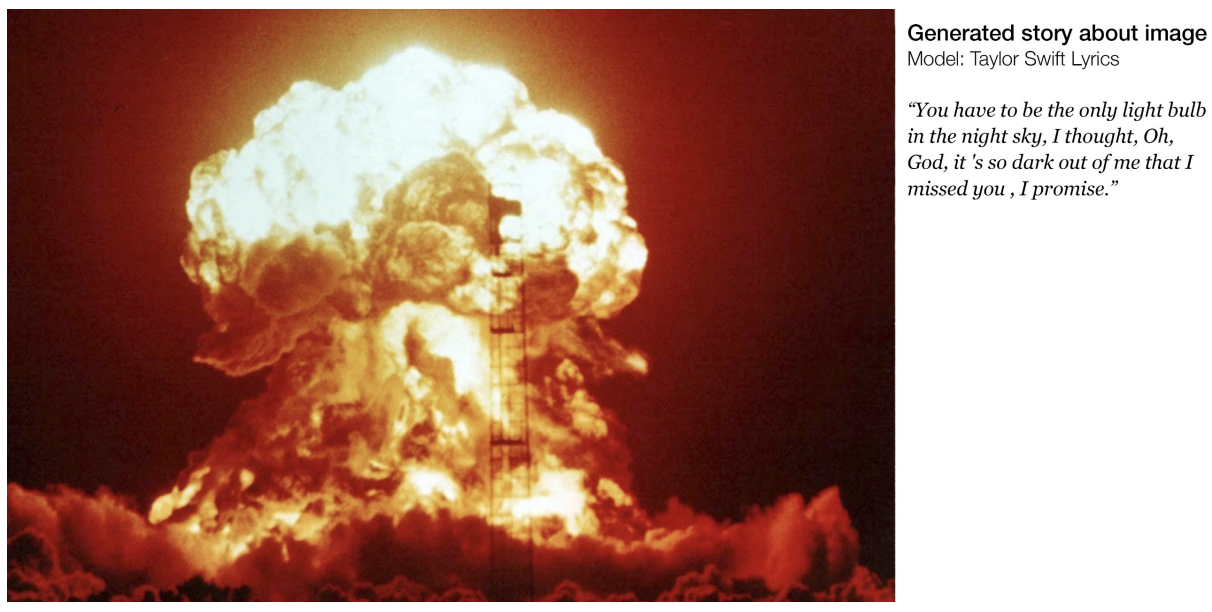 Generated story about image
Model: Taylor Swift Lyrics
“You have to be the only light bulb
in the night sky, I thought, Oh,
God, it 's so dark out of me that I
missed you , I promise.”